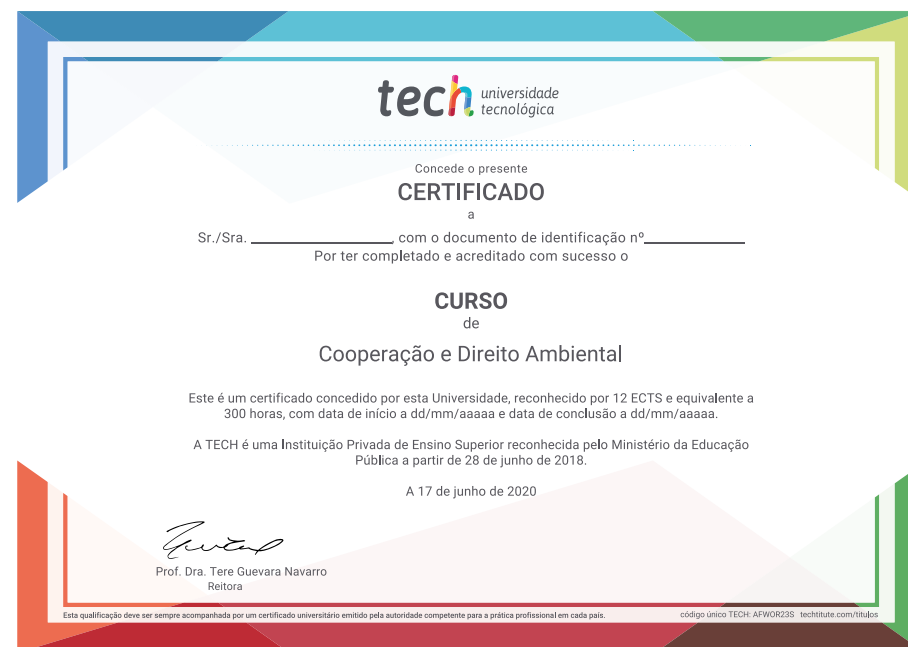 tech universidade
tecnológica
Concede o presente
CERTIFICADO
a
Sr./Sra. ____________________, com o documento de identificação nº______________
Por ter completado e acreditado com sucesso o
CURSO
de
Cooperação e Direito Ambiental
Este é um certificado concedido por esta Universidade, reconhecido por 12 ECTS e equivalente a
300 horas, com data de início a dd/mm/aaaaa e data de conclusão a dd/mm/aaaaa.
A TECH é uma Instituição Privada de Ensino Superior reconhecida pelo Ministério da Educação
Pública a partir de 28 de junho de 2018.
A 17 de junho de 2020
Prof. Dra. Tere Guevara Navarro
Reitora
Esta qualificação deve ser sempre acompanhada por um certificado universitário emitido pela autoridade competente para a prática profissional em cada país. código único TECH: AFWOR23S techtitute.com/títulos